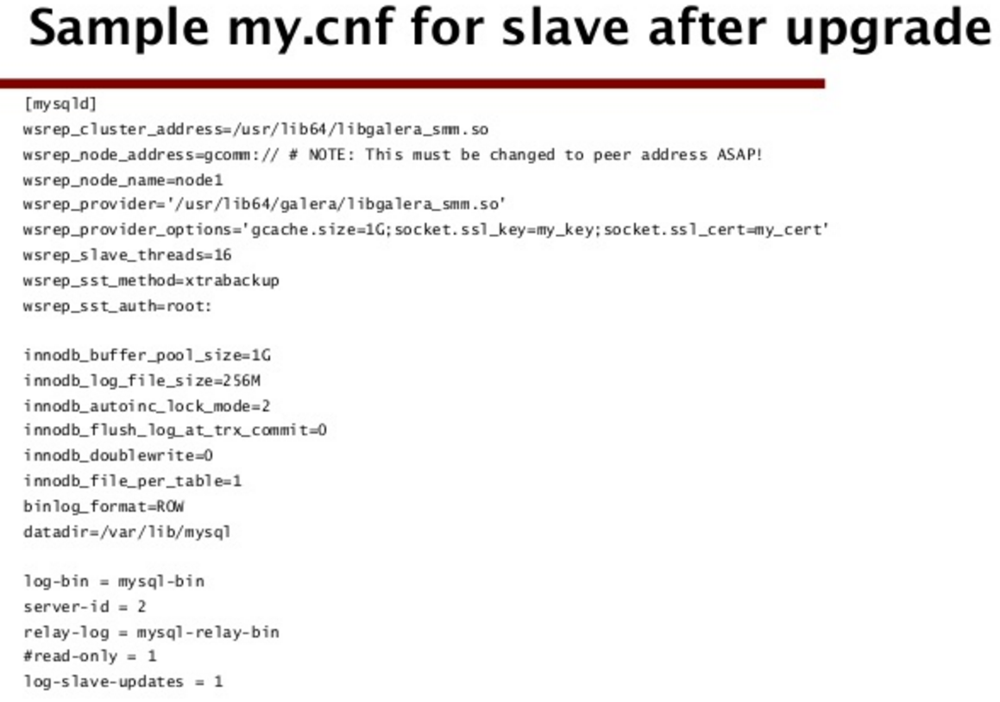 Sample my.cnf for slave after upgrade
[mysqld]
wsrep_cluster_address=/usr/lib64/libgalera_smm.so
wsrep_node_address=gcomm:// # NOTE: This must be changed to peer address ASAP!
wsrep_node_name=node1
wsrep_provider='/usr/lib64/galera/libgalera_smm.so'
wsrep_provider_options='gcache.size=1G;socket.ssl_key=my_key;socket.ssl_cert=my_cert'
wsrep_slave_threads=16
wsrep_sst_method=xtrabackup
wsrep_sst_auth=root:
innodb_buffer_pool_size=1G
innodb_log_file_size=256M
innodb_autoinc_lock_mode=2
innodb_flush_log_at_trx_commit=0
innodb_doublewrite=0
innodb_file_per_table=1
binlog_format=ROW
datadir=/var/lib/mysql
log-bin = mysql-bin
server-id = 2
relay-log = mysql-relay-bin
#read-only = 1
log-slave-updates = 1